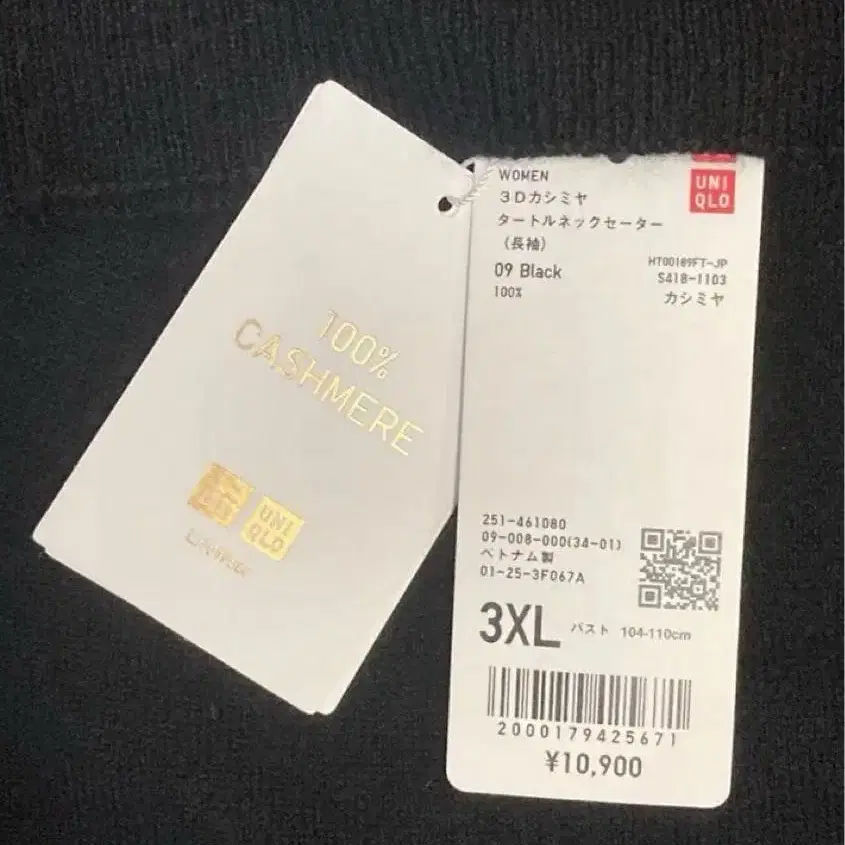 100%
CASHMERE
UNI
QLO
WOMEN
3Dカシミヤ
タートルネックセーター
(長袖)
09 Black
100%
UNI
QLO
HT00189FT-JP
S418-1103
カシミヤ
251-461080
09-008-000(34-01)
ベトナム製
01-25-3F067A
3XL バスト 104-110cm
2000179425671
¥10,900